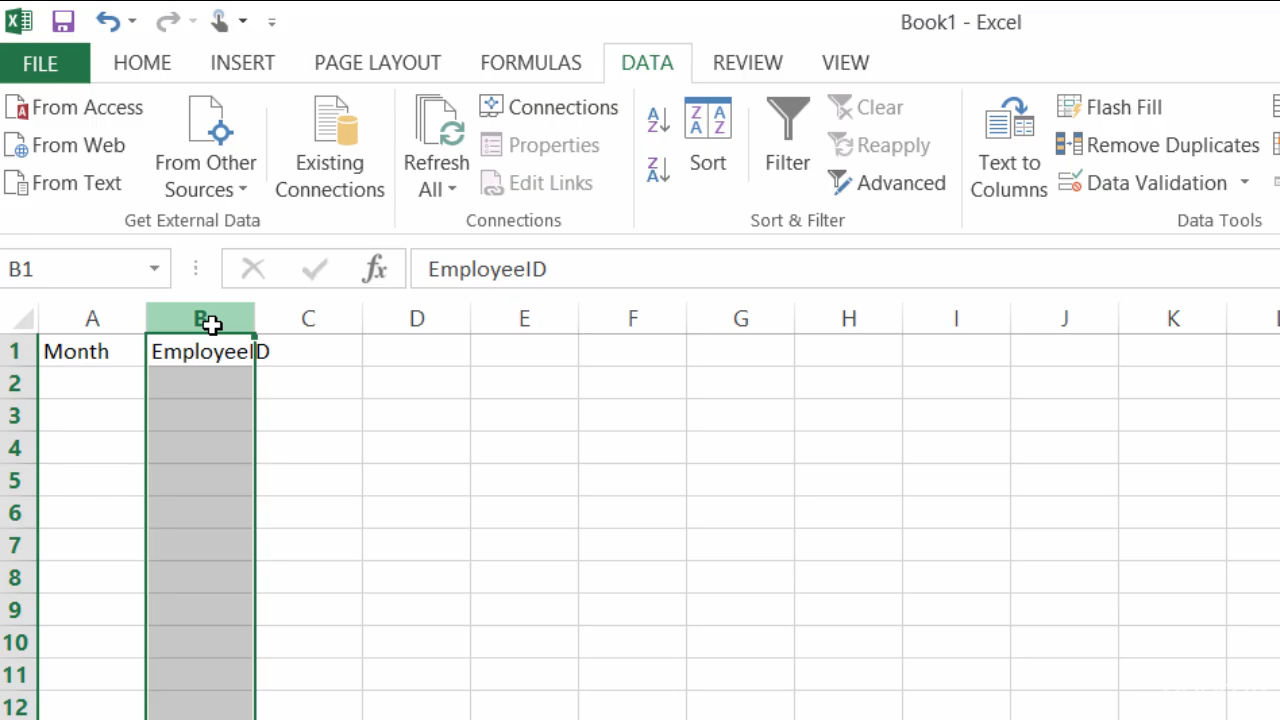 Book1 - Excel
FILE HOME INSERT PAGE LAYOUT FORMULAS DATA REVIEW VIEW
From Access
From Web
From Text
From Other
Sources
Get External Data
Existing
Connections
Refresh
All
Connections
Properties
Edit Links
Connections
A
Z
Z
A
Z A
A Z
Sort
Filter
Clear
Reapply
Advanced
Sort & Filter
Text to
Columns
Flash Fill
Remove Duplicates
Data Validation
Data Tools
B1 fx EmployeeID
A B C D E F G H I J K
1 Month EmployeeID
2
3
4
5
6
7
8
9
10
11
12